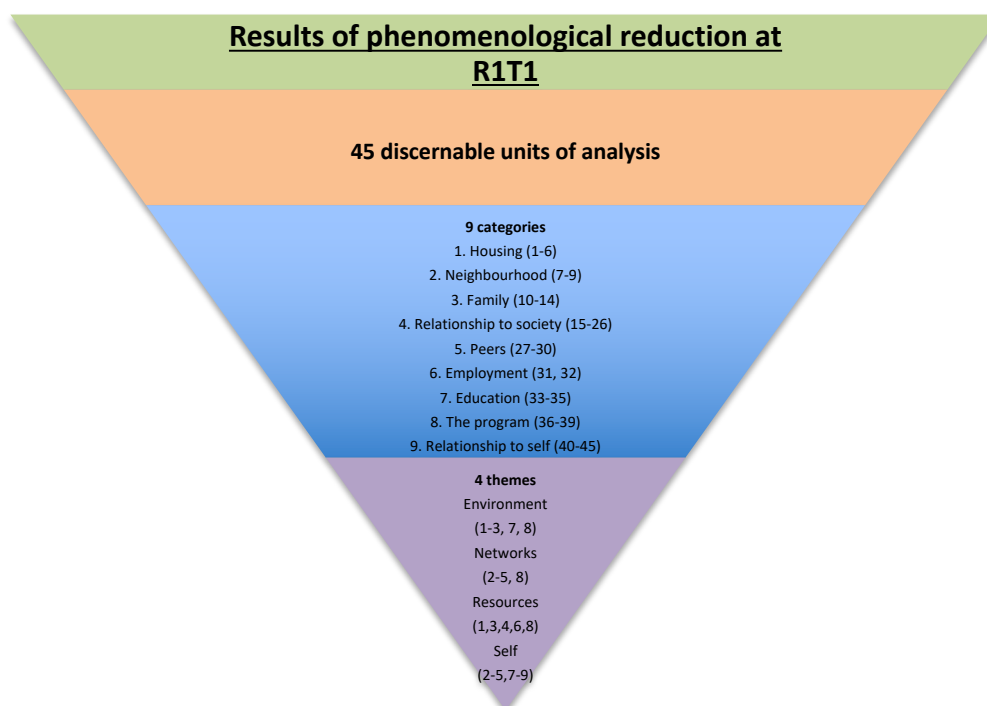 Results of phenomenological reduction at
R1T1
45 discernable units of analysis
9 categories
1. Housing (1-6)
2. Neighbourhood (7-9)
3. Family (10-14)
4. Relationship to society (15-26)
5. Peers (27-30)
6. Employment (31, 32)
7. Education (33-35)
8. The program (36-39)
9. Relationship to self (40-45)
4 themes
Environment
(1-3, 7, 8)
Networks
(2-5, 8)
Resources
(1,3,4,6,8)
Self
(2-5,7-9)